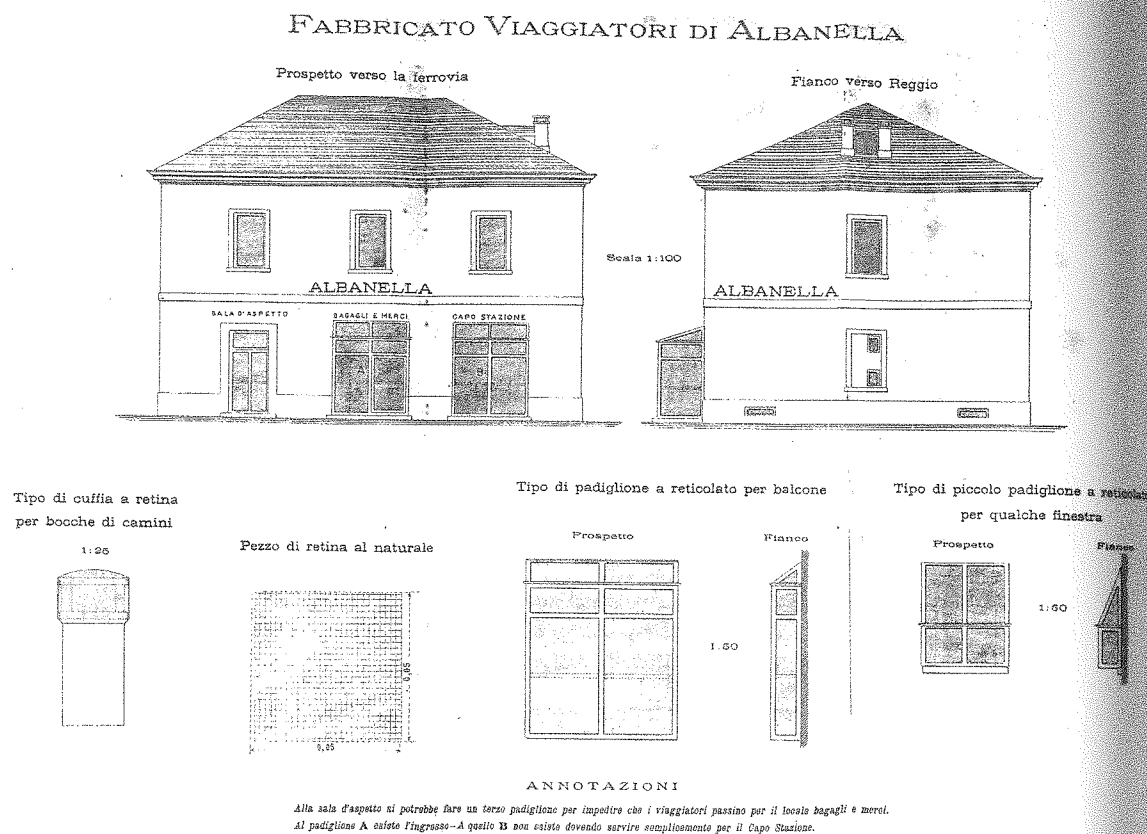 FABBRICATO VIAGGIATORI DI ALBANELLA
Prospetto verso la ferrovia
Fianco verso Reggio
Scala 1:100
ALBANELLA
SALA D'ASPETTO
BAGAGLI E MERCI
CAPO STAZIONE
A
B
ALBANELLA
Tipo di cuffia a retina
per bocche di camini
1:25
Pezzo di retina al naturale
0,05
0,05
Tipo di padiglione a reticolato per balcone
Prospetto
Fianco
1.50
Tipo di piccolo padiglione a reticolato
per qualche finestra
Prospetto
Fianco
1:50
ANNOTAZIONI
Alla sala d'aspetto si potrebbe fare un terzo padiglione per impedire che i viaggiatori passino per il locale bagagli e merci.
Al padiglione A esiste l'ingresso–A quello B non esiste dovendo servire semplicemente per il Capo Stazione.